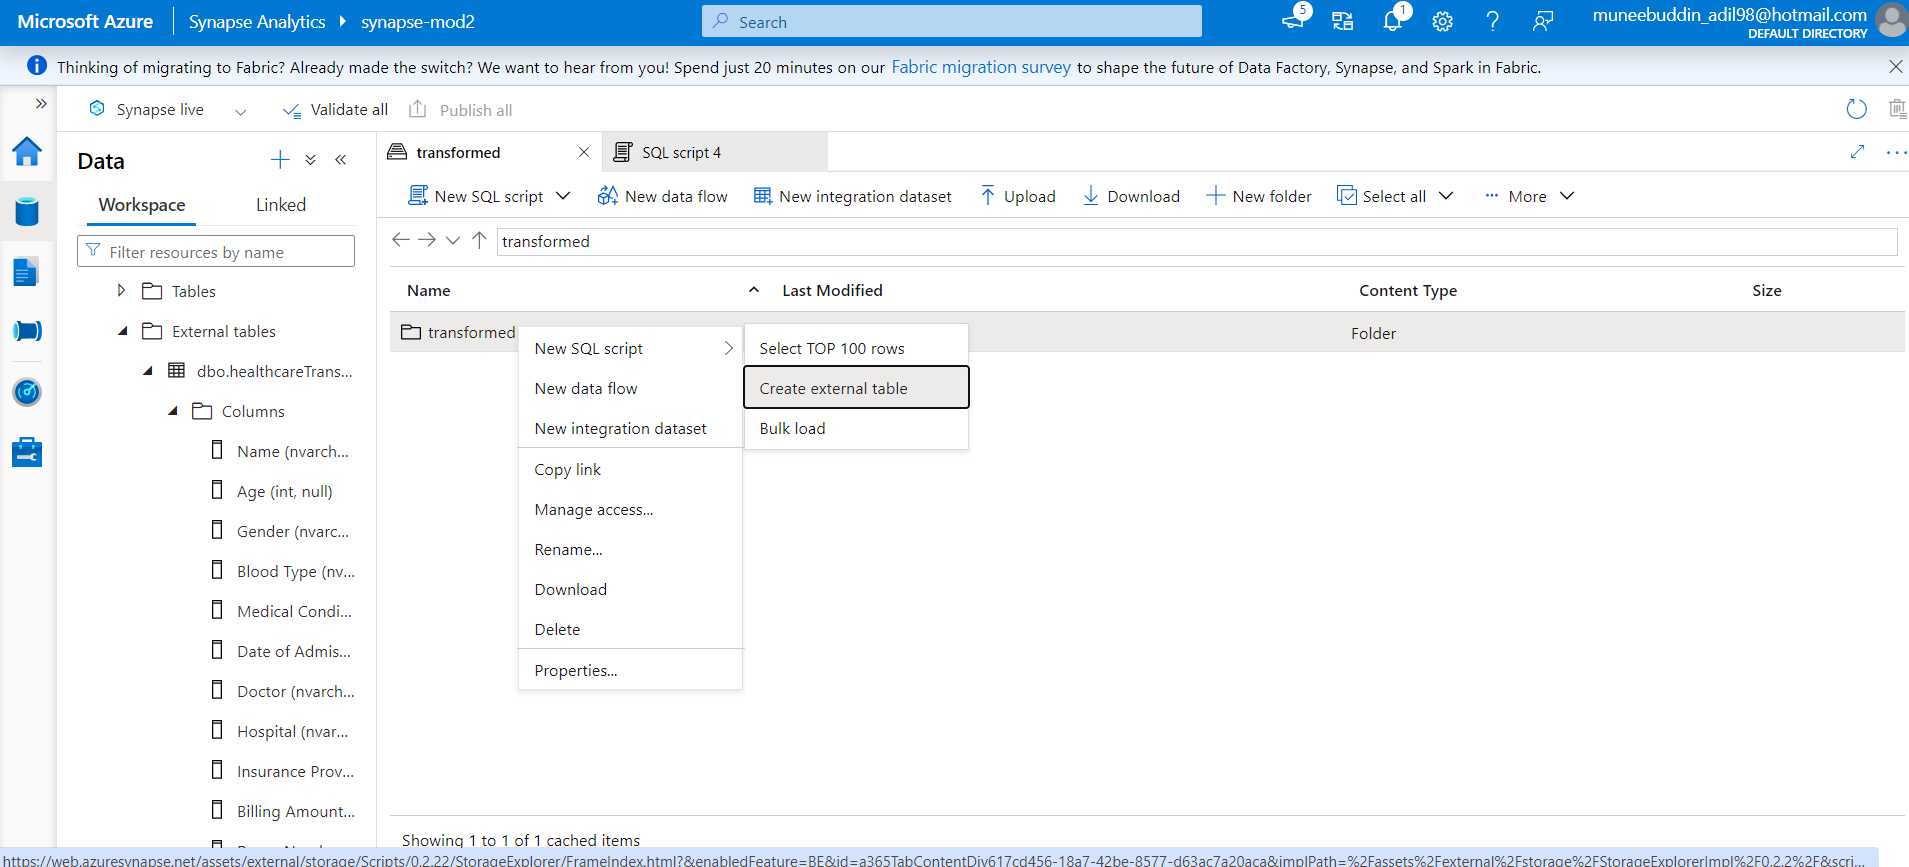 Microsoft Azure
Synapse Analytics
synapse-mod2
Search
5
1
muneebuddin_adil98@hotmail.com
DEFAULT DIRECTORY
Thinking of migrating to Fabric? Already made the switch? We want to hear from you! Spend just 20 minutes on our Fabric migration survey to shape the future of Data Factory, Synapse, and Spark in Fabric.
Synapse live
Validate all
Publish all
Data
Workspace
Linked
Filter resources by name
Tables
External tables
dbo.healthcareTrans...
Columns
Name (nvarch...
Age (int, null)
Gender (nvarc...
Blood Type (nv...
Medical Condi...
Date of Admis...
Doctor (nvarch...
Hospital (nvar...
Insurance Prov...
Billing Amount...
transformed
SQL script 4
New SQL script
New data flow
New integration dataset
Upload
Download
New folder
Select all
More
transformed
Name
Last Modified
Content Type
Size
transformed
Folder
New SQL script
New data flow
New integration dataset
Copy link
Manage access...
Rename...
Download
Delete
Properties...
Select TOP 100 rows
Create external table
Bulk load
Showing 1 to 1 of 1 cached items
https://web.azuresynapse.net/assets/external/storage/Scripts/0.2.22/StorageExplorer/FrameIndex.html?&enabledFeature=BE&id=a365TabContentDiv617cd456-18a7-42be-8577-d63ac7a20aca&implPath=%2Fassets%2Fexternal%2Fstorage%2FStorageExplorerImpl%2F0.2.2%2F&scri...